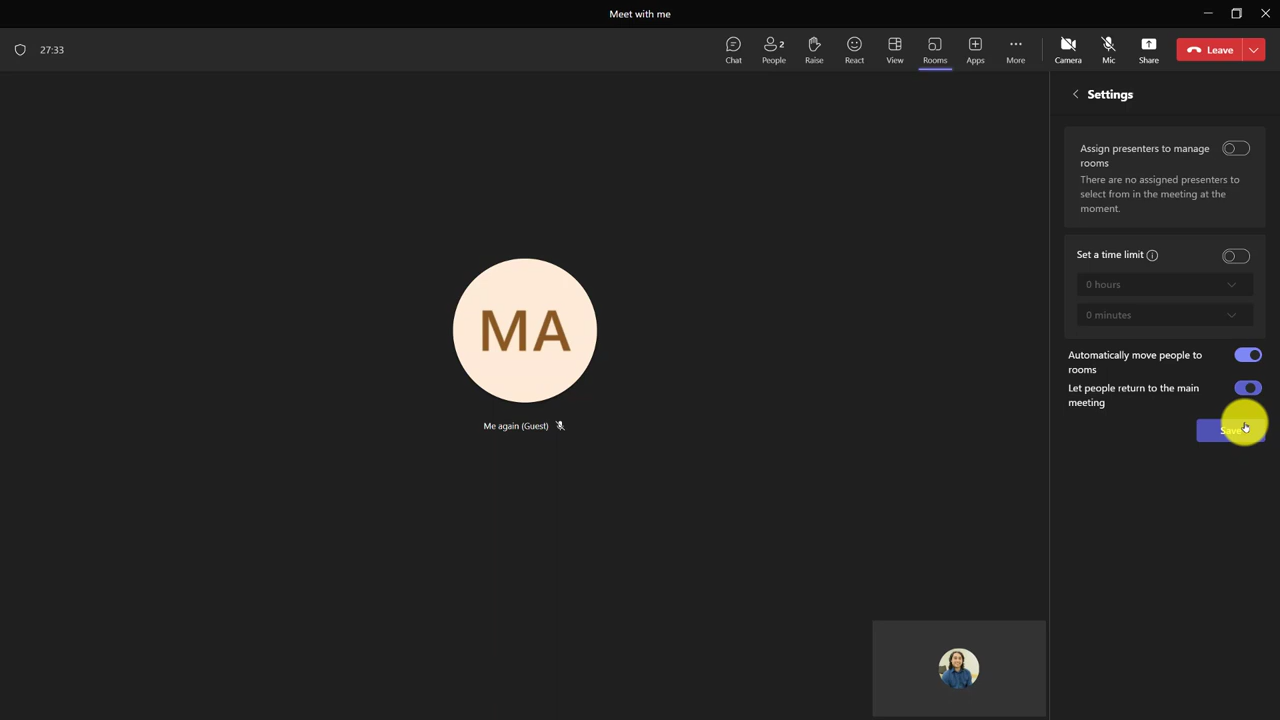 Meet with me
27:33
Chat
People
2
Raise
React
View
Rooms
Apps
More
Camera
Mic
Share
Leave
Settings
Assign presenters to manage
rooms
There are no assigned presenters to
select from in the meeting at the
moment.
Set a time limit
0 hours
0 minutes
Automatically move people to
rooms
Let people return to the main
meeting
Save
MA
Me again (Guest)